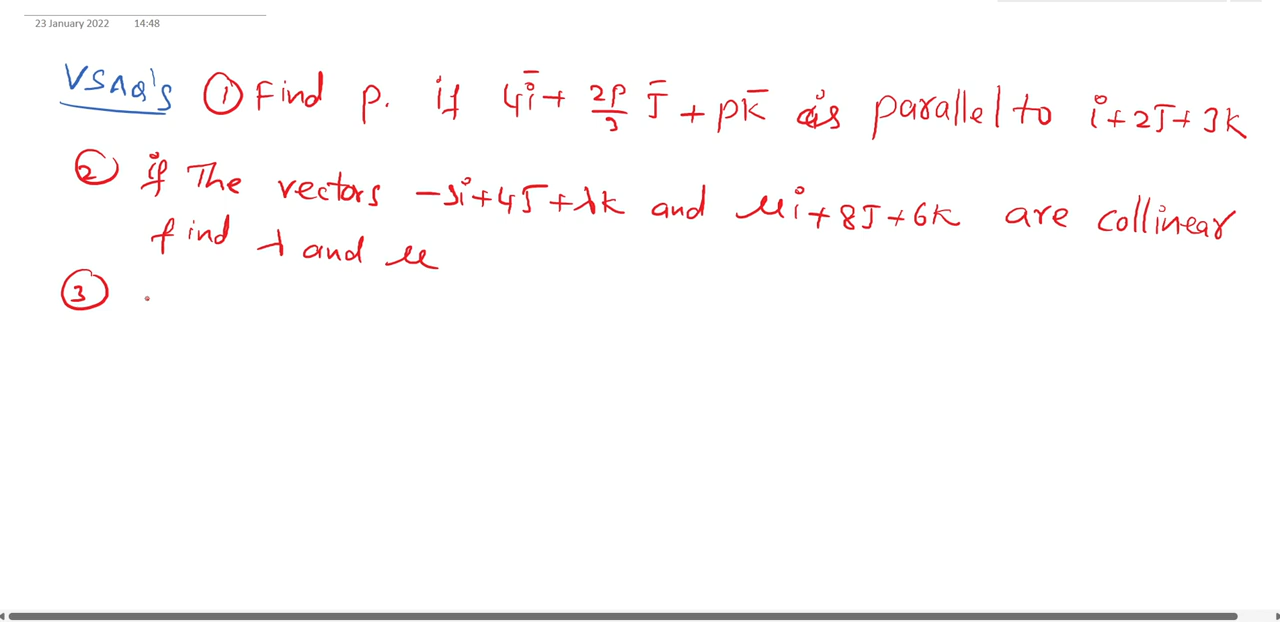 23 January 2022 14:48
VSAQ's ① Find p. if 4i̅ + 2p/3 J̅ + pk̅ is parallel to i + 2J + 3k
② if The vectors -3i + 4J + λk and μi + 8J + 6k are collinear
find λ and μ
③ .